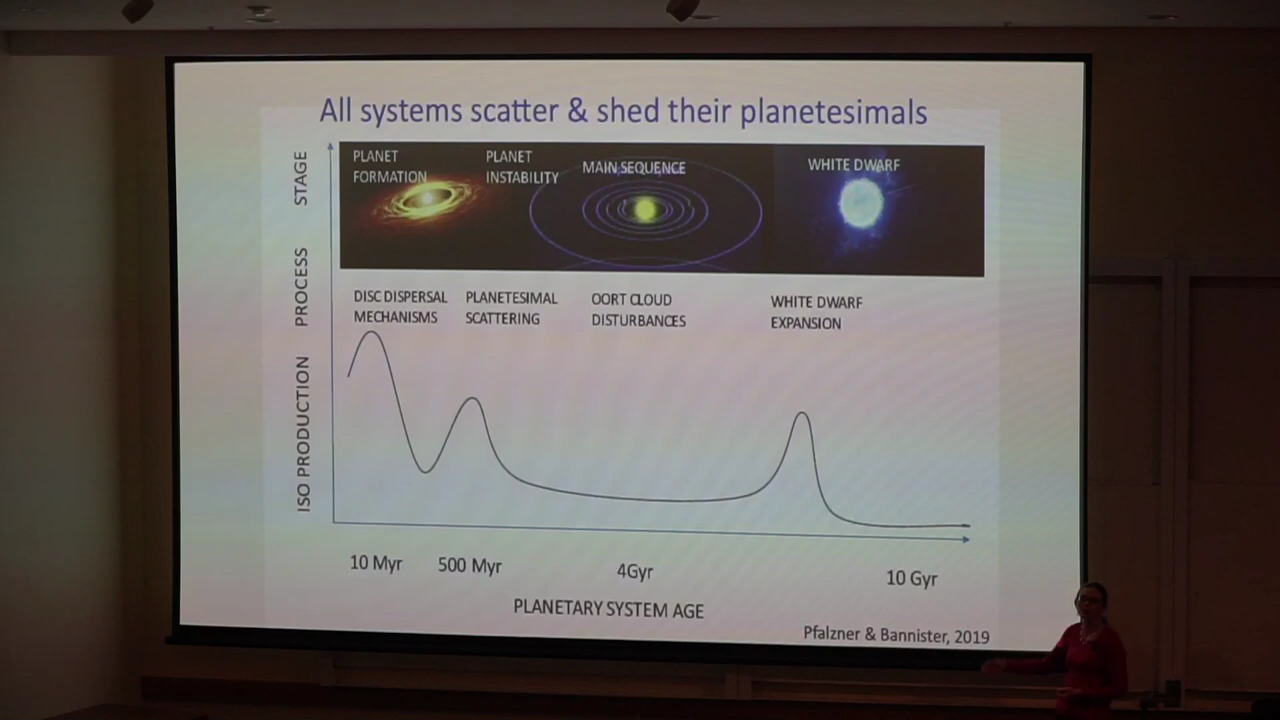 All systems scatter & shed their planetesimals
STAGE
PLANET
FORMATION
PLANET
INSTABILITY
MAIN SEQUENCE
WHITE DWARF
PROCESS
DISC DISPERSAL
MECHANISMS
PLANETESIMAL
SCATTERING
OORT CLOUD
DISTURBANCES
WHITE DWARF
EXPANSION
ISO PRODUCTION
10 Myr
500 Myr
4Gyr
10 Gyr
PLANETARY SYSTEM AGE
Pfalzner & Bannister, 2019